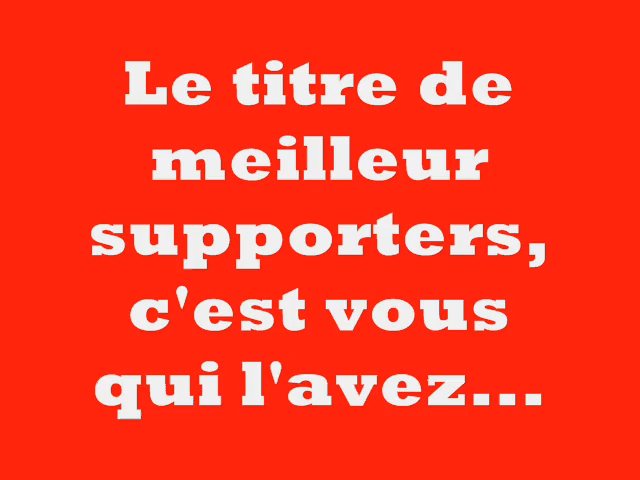 Le titre de
meilleur
supporters,
c'est vous
qui l'avez...